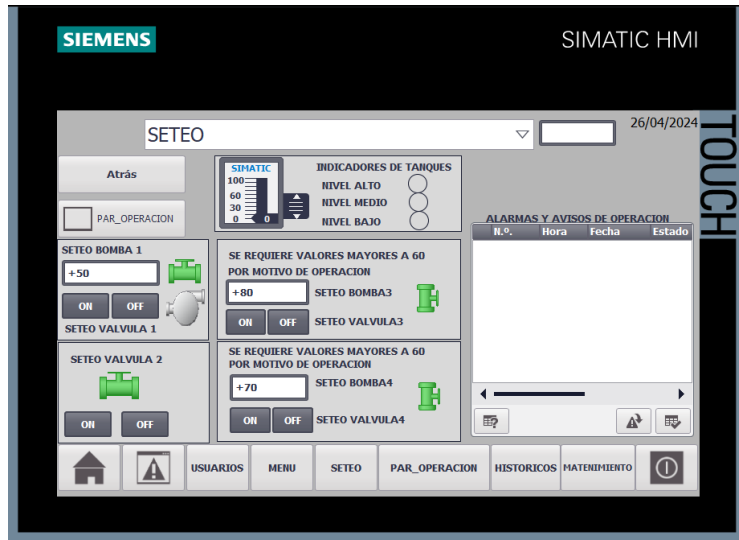 SIEMENS
SIMATIC HMI
TOUCH
SETEO
26/04/2024
Atrás
PAR_OPERACION
SIMATIC
100
60
30
0
0
INDICADORES DE TANQUES
NIVEL ALTO
NIVEL MEDIO
NIVEL BAJO
ALARMAS Y AVISOS DE OPERACION
N.º. Hora Fecha Estado
SETEO BOMBA 1
+50
ON OFF
SETEO VALVULA 1
SE REQUIERE VALORES MAYORES A 60
POR MOTIVO DE OPERACION
+80 SETEO BOMBA3
ON OFF SETEO VALVULA3
SETEO VALVULA 2
ON OFF
SE REQUIERE VALORES MAYORES A 60
POR MOTIVO DE OPERACION
+70 SETEO BOMBA4
ON OFF SETEO VALVULA4
USUARIOS MENU SETEO PAR_OPERACION HISTORICOS MATENIMIENTO